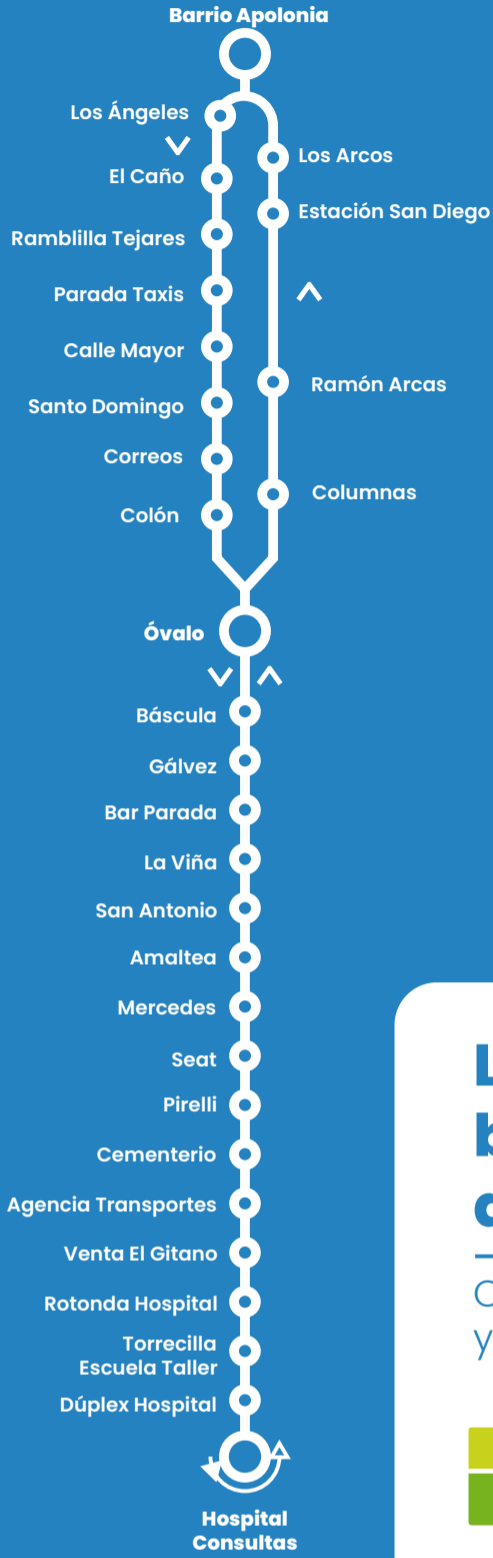 Barrio Apolonia
Los Ángeles
El Caño
Ramblilla Tejares
Parada Taxis
Calle Mayor
Santo Domingo
Correos
Colón
Los Arcos
Estación San Diego
Ramón Arcas
Columnas
Óvalo
Báscula
Gálvez
Bar Parada
La Viña
San Antonio
Amaltea
Mercedes
Seat
Pirelli
Cementerio
Agencia Transportes
Venta El Gitano
Rotonda Hospital
Torrecilla
Escuela Taller
Dúplex Hospital
Hospital
Consultas
y